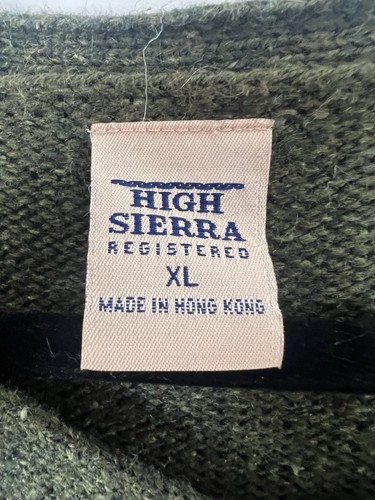 HIGH
SIERRA
REGISTERED
XL
MADE IN HONG KONG